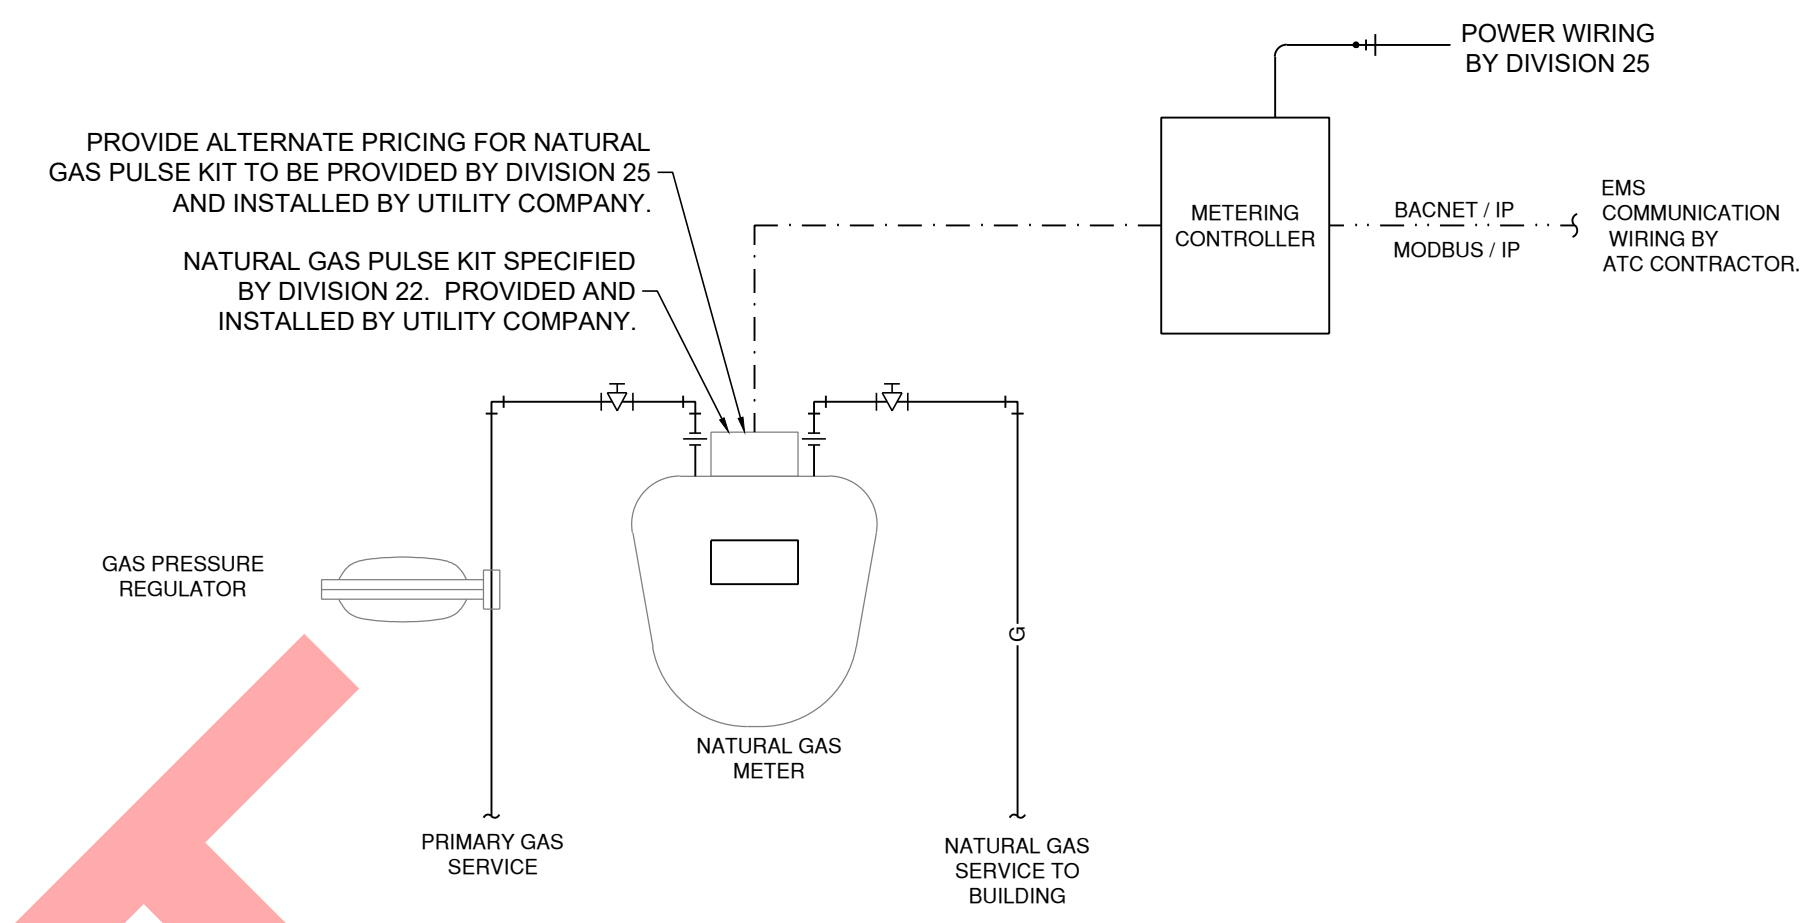 POWER WIRING
BY DIVISION 25
PROVIDE ALTERNATE PRICING FOR NATURAL
GAS PULSE KIT TO BE PROVIDED BY DIVISION 25
AND INSTALLED BY UTILITY COMPANY.
NATURAL GAS PULSE KIT SPECIFIED
BY DIVISION 22.  PROVIDED AND
INSTALLED BY UTILITY COMPANY.
METERING
CONTROLLER
BACNET / IP
MODBUS / IP
EMS
COMMUNICATION
WIRING BY
ATC CONTRACTOR.
GAS PRESSURE
REGULATOR
G
NATURAL GAS
METER
PRIMARY GAS
SERVICE
NATURAL GAS
SERVICE TO
BUILDING